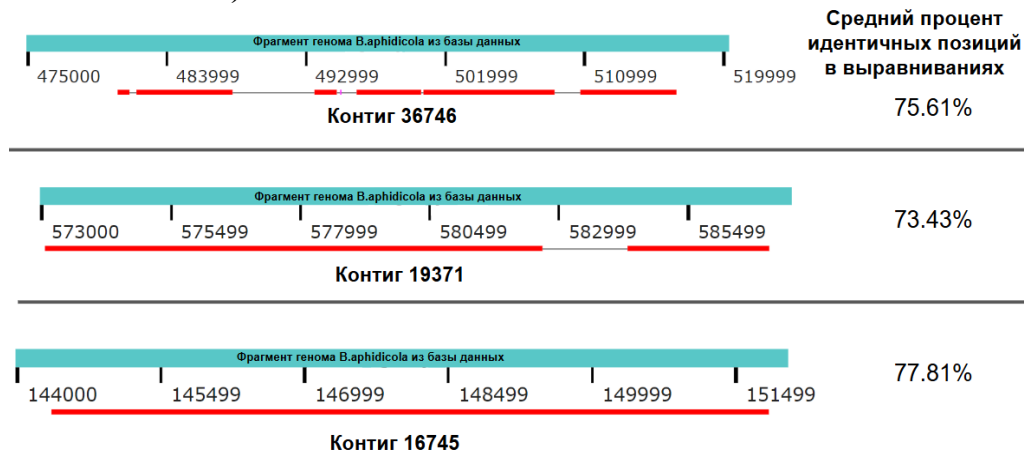 )
Средний процент
идентичных позиций
в выравниваниях
Фрагмент генома B.aphidicola из базы данных
475000 483999 492999 501999 510999 519999
Контиг 36746
75.61%
Фрагмент генома B.aphidicola из базы данных
573000 575499 577999 580499 582999 585499
Контиг 19371
73.43%
Фрагмент генома B.aphidicola из базы данных
144000 145499 146999 148499 149999 151499
Контиг 16745
77.81%